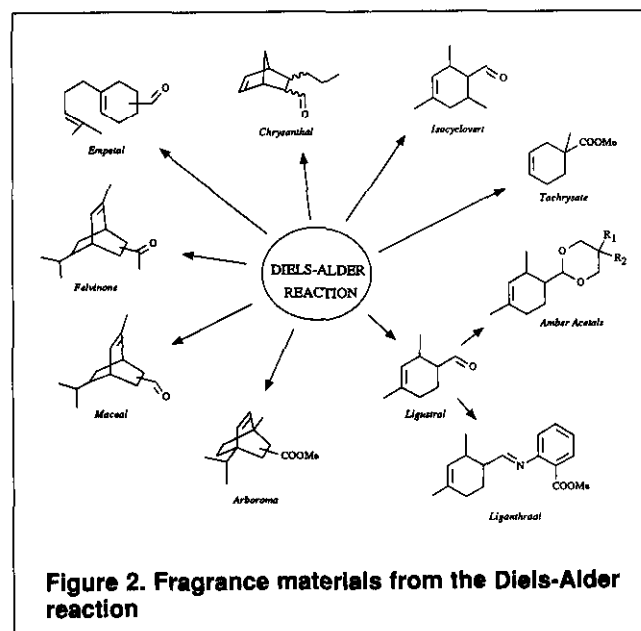 O
Empetal
O
Chrysanthal
O
Isocyclovert
COOMe
Tachrysate
O
Felvinone
DIELS-ALDER
REACTION
O
O
R1
R2
Amber Acetals
O
Maceal
O
Ligustral
COOMe
Arboroma
N
COOMe
Liganthraal
Figure 2. Fragrance materials from the Diels-Alder
reaction